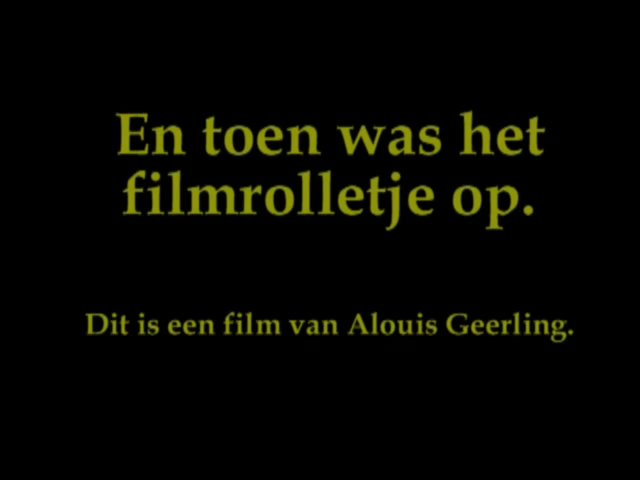 En toen was het
filmrolletje op.
Dit is een film van Alouis Geerling.